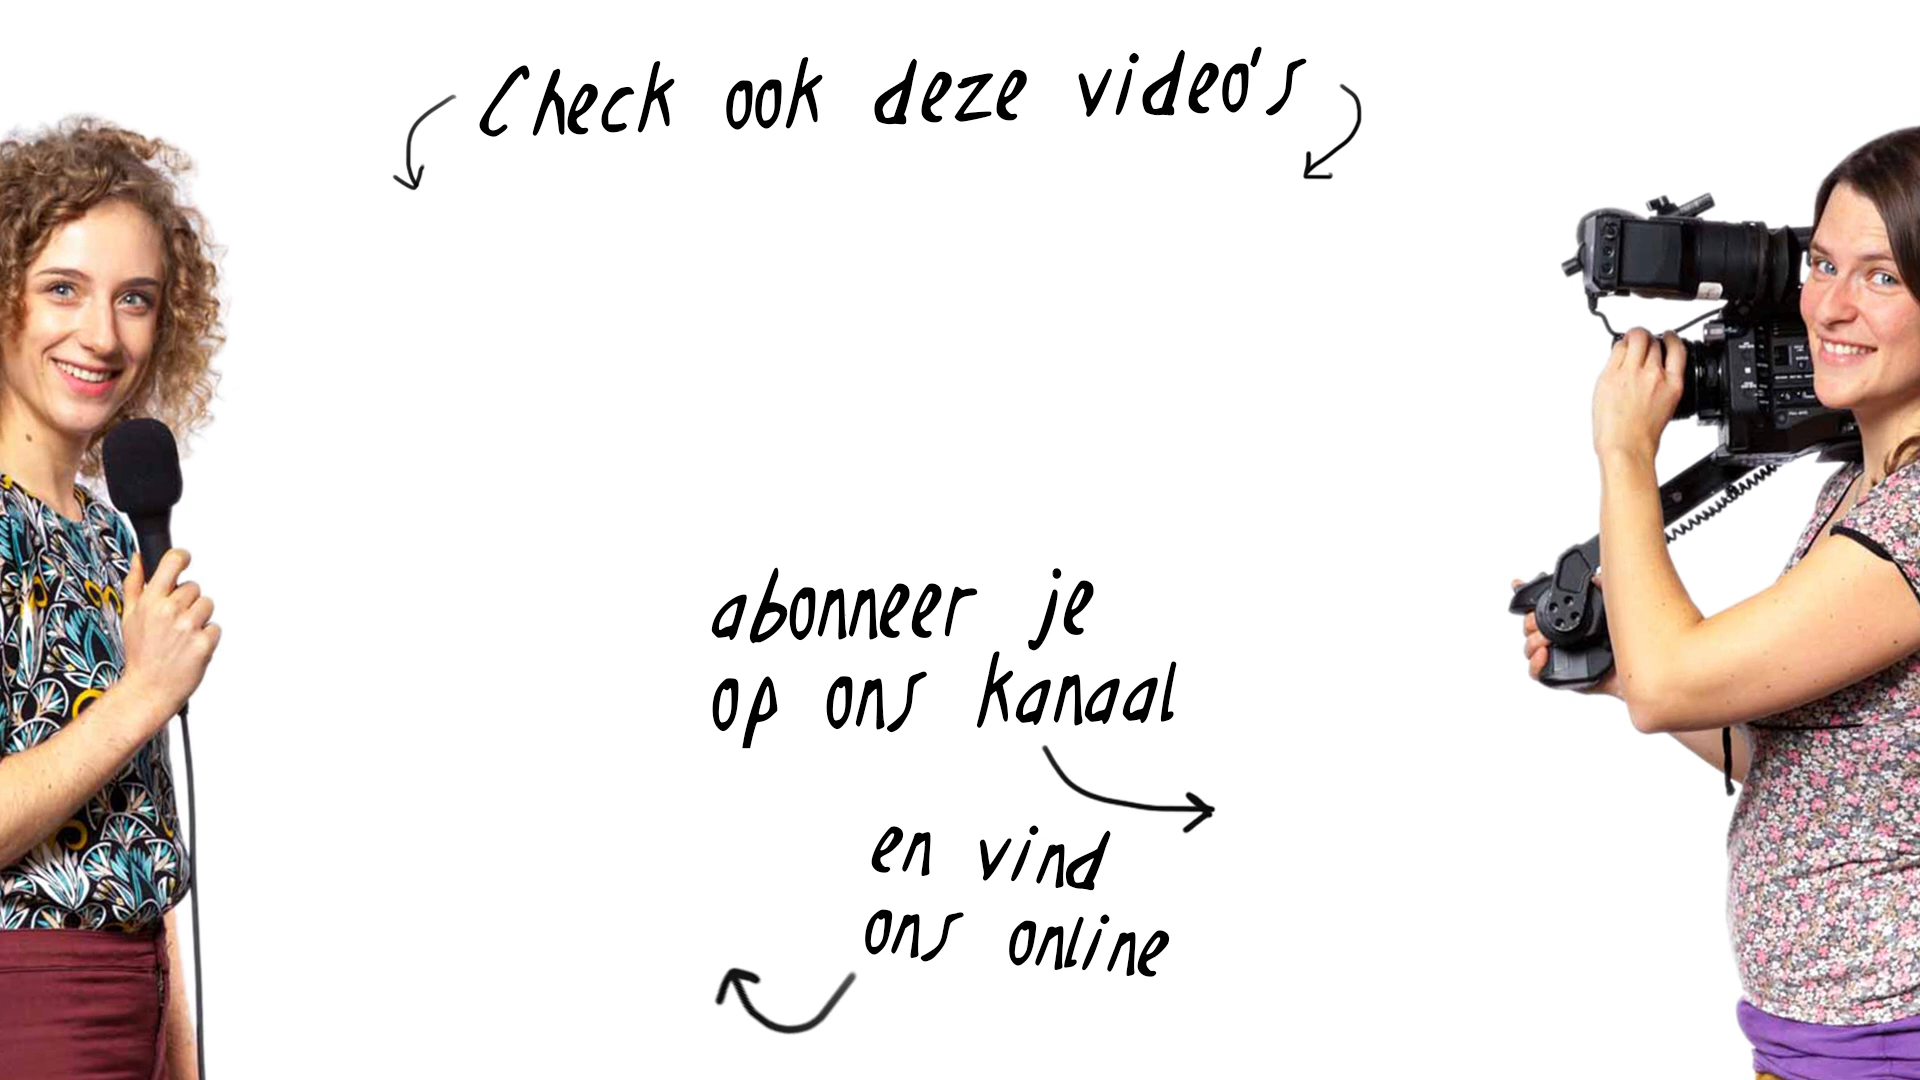 Check ook deze video's
abonneer je
op ons kanaal
en vind
ons online